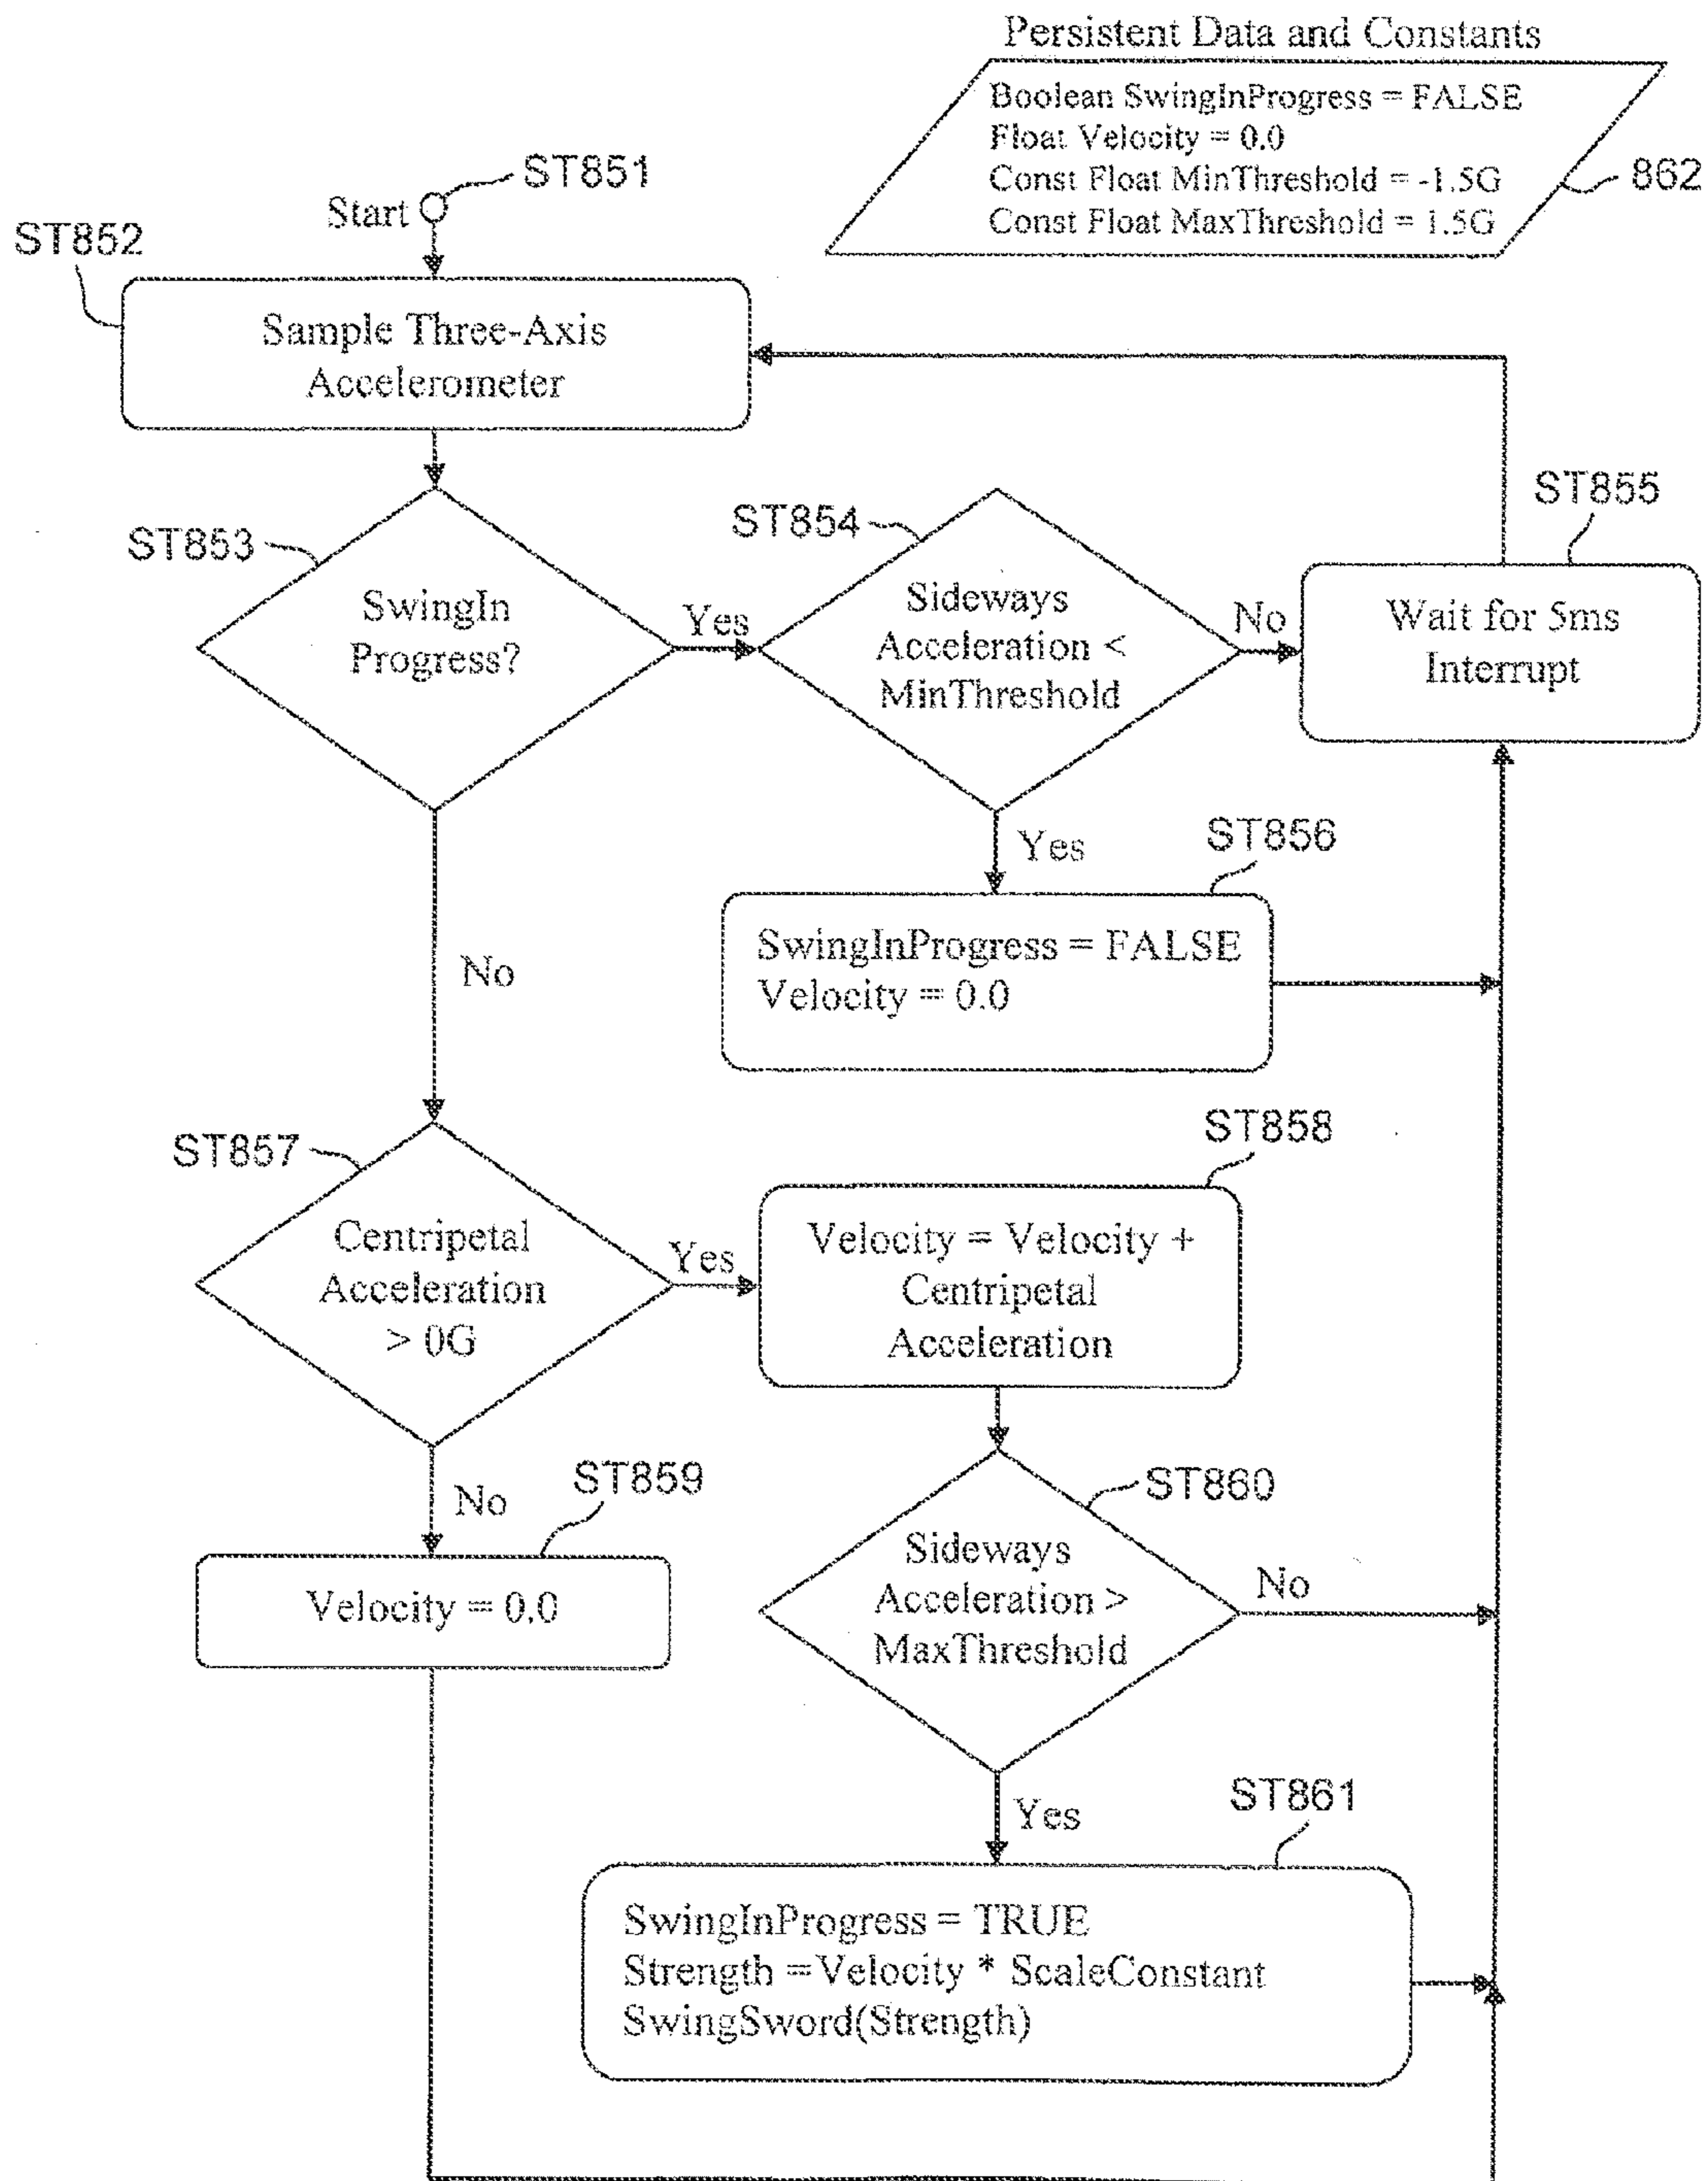 Persistent Data and Constants
Boolean SwingInProgress = FALSE
Float Velocity = 0.0
Const Float MinThreshold = -1.5G
Const Float MaxThreshold = 1.5G
862
ST851
Start
ST852
Sample Three-Axis
Accelerometer
ST853
SwingIn
Progress?
Yes
ST854
Sideways
Acceleration <
MinThreshold
No
ST855
Wait for 5ms
Interrupt
Yes
ST856
SwingInProgress = FALSE
Velocity = 0.0
No
ST857
Centripetal
Acceleration
> 0G
Yes
ST858
Velocity = Velocity +
Centripetal
Acceleration
No
ST859
Velocity = 0.0
ST860
Sideways
Acceleration >
MaxThreshold
No
Yes
ST861
SwingInProgress = TRUE
Strength =Velocity * ScaleConstant
SwingSword(Strength)